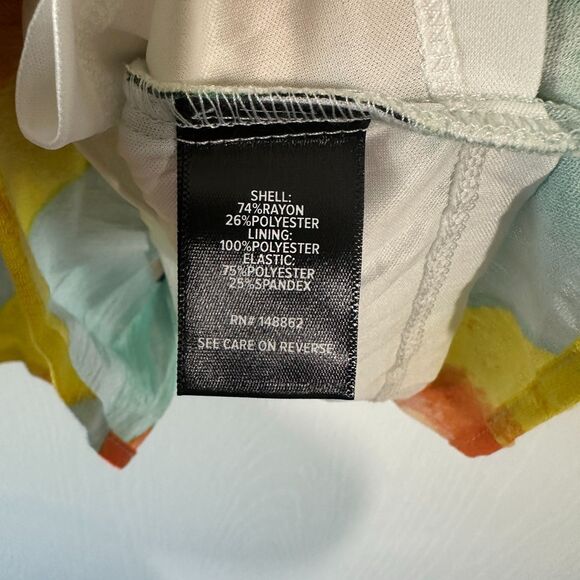 SHELL:
74%RAYON
26%POLYESTER
LINING:
100%POLYESTER
ELASTIC:
75%POLYESTER
25%SPANDEX
RN# 148862
SEE CARE ON REVERSE